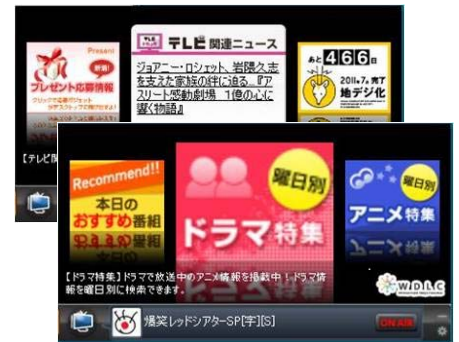 Present
新着!
プレゼント応募情報
テレビ 関連ニュース
ジョアニー・ロシェット、岩隈久志
を支えた家族の絆に迫る。『ア
スリート感動劇場 1億の心に
響く物語』
あと466日
2011年7月完了
地デジ化
【テレビ関
Recommend!!
本日の
おすすめ番組
曜日別
ドラマ特集
曜日別
アニメ特集
【ドラマ特集】ドラマで放送中のアニメ情報を掲載中!ドラマ情
報を曜日別に検索できます。
WIDLC
爆笑レッドシアターSP[字][S]
ON AIR